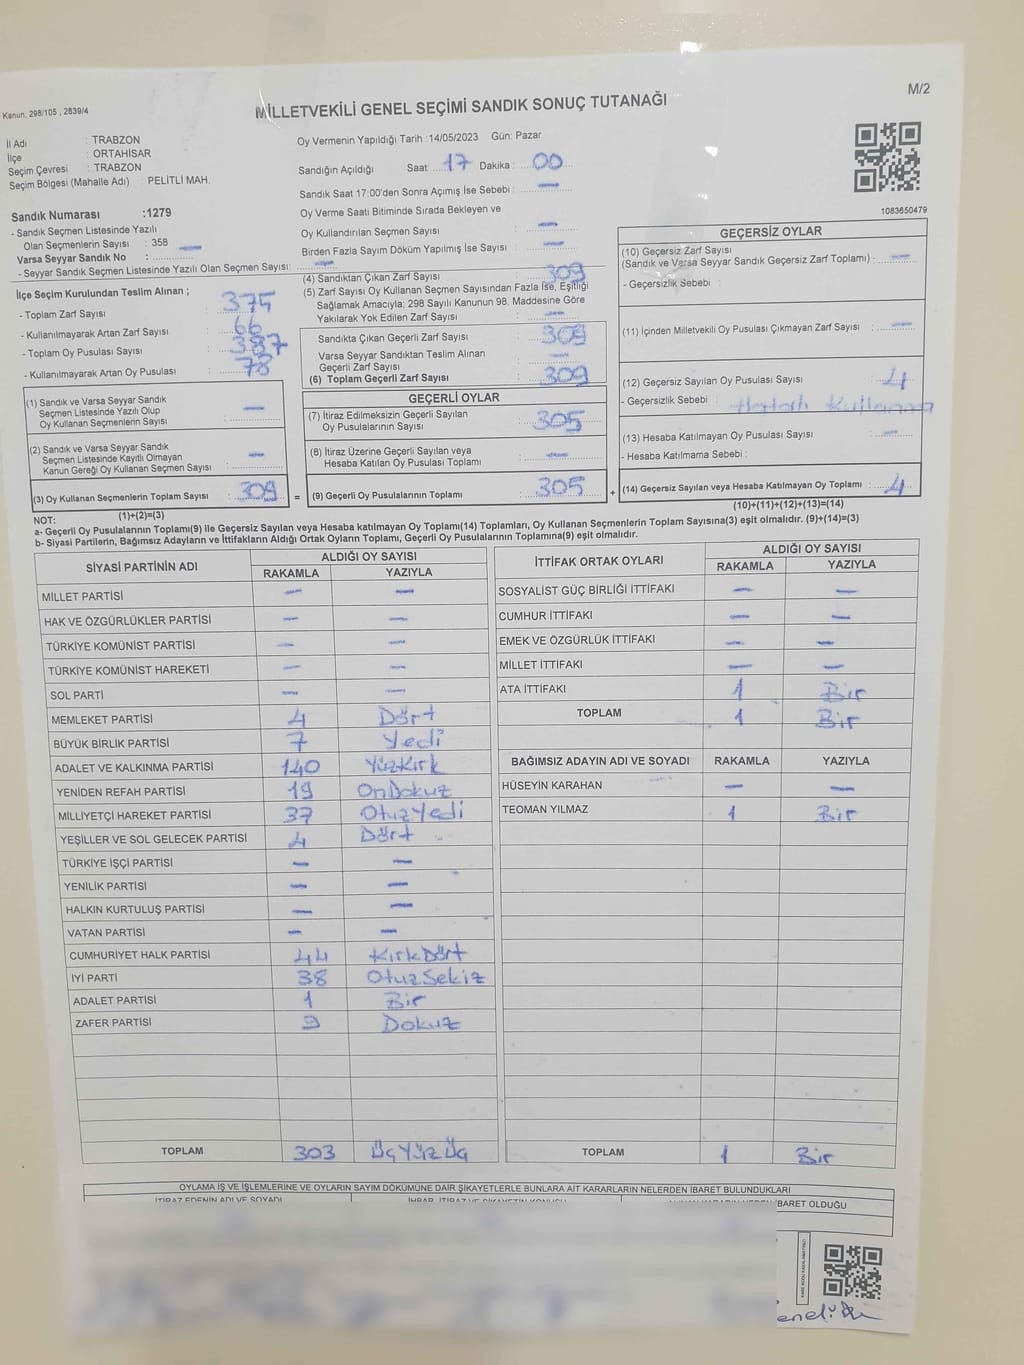 Kanun, 298/105 , 2839/4
MİLLETVEKİLİ GENEL SEÇİMİ SANDIK SONUÇ TUTANAĞI
M/2
İl Adı : TRABZON
İlçe : ORTAHİSAR
Seçim Çevresi : TRABZON
Seçim Bölgesi (Mahalle Adı) : PELİTLİ MAH.
Oy Vermenin Yapıldığı Tarih :14/05/2023 Gün: Pazar
Sandığın Açıldığı Saat: 17 Dakika : 00
Sandık Saat 17:00'den Sonra Açımış İse Sebebi : —
1083650479
Sandık Numarası :1279
- Sandık Seçmen Listesinde Yazılı
Olan Seçmenlerin Sayısı : 358
Varsa Seyyar Sandık No : —
- Seyyar Sandık Seçmen Listesinde Yazılı Olan Seçmen Sayısı: —
Oy Verme Saati Bitiminde Sırada Bekleyen ve
Oy Kullandırılan Seçmen Sayısı : —
Birden Fazla Sayım Döküm Yapılmış İse Sayısı : —
İlçe Seçim Kurulundan Teslim Alınan ;
- Toplam Zarf Sayısı : 375
- Kullanılmayarak Artan Zarf Sayısı : 66
- Toplam Oy Pusulası Sayısı : 387
- Kullanılmayarak Artan Oy Pusulası : 78
(4) Sandıktan Çıkan Zarf Sayısı : 309
(5) Zarf Sayısı Oy Kullanan Seçmen Sayısından Fazla İse, Eşitliği
Sağlamak Amacıyla; 298 Sayılı Kanunun 98. Maddesine Göre
Yakılarak Yok Edilen Zarf Sayısı : —
Sandıkta Çıkan Geçerli Zarf Sayısı : 309
Varsa Seyyar Sandıktan Teslim Alınan
Geçerli Zarf Sayısı : —
(6) Toplam Geçerli Zarf Sayısı : 309
GEÇERSİZ OYLAR
(10) Geçersiz Zarf Sayısı
(Sandık ve Varsa Seyyar Sandık Geçersiz Zarf Toplamı) : —
- Geçersizlik Sebebi :
(11) İçinden Milletvekili Oy Pusulası Çıkmayan Zarf Sayısı : —
(12) Geçersiz Sayılan Oy Pusulası Sayısı : 4
- Geçersizlik Sebebi : Hatalı Kullanma
(13) Hesaba Katılmayan Oy Pusulası Sayısı : —
- Hesaba Katılmama Sebebi :
(14) Geçersiz Sayılan veya Hesaba Katılmayan Oy Toplamı : 4
(10)+(11)+(12)+(13)=(14)
(1) Sandık ve Varsa Seyyar Sandık
Seçmen Listesinde Yazılı Olup
Oy Kullanan Seçmenlerin Sayısı : —
(2) Sandık ve Varsa Seyyar Sandık
Seçmen Listesinde Kayıtlı Olmayan
Kanun Gereği Oy Kullanan Seçmen Sayısı : —
(3) Oy Kullanan Seçmenlerin Toplam Sayısı : 309 =
(1)+(2)=(3)
GEÇERLİ OYLAR
(7) İtiraz Edilmeksizin Geçerli Sayılan
Oy Pusulalarının Sayısı : 305
(8) İtiraz Üzerine Geçerli Sayılan veya
Hesaba Katılan Oy Pusulası Toplamı : —
(9) Geçerli Oy Pusulalarının Toplamı : 305 +
NOT:
a- Geçerli Oy Pusulalarının Toplamı(9) ile Geçersiz Sayılan veya Hesaba katılmayan Oy Toplamı(14) Toplamları, Oy Kullanan Seçmenlerin Toplam Sayısına(3) eşit olmalıdır. (9)+(14)=(3)
b- Siyasi Partilerin, Bağımsız Adayların ve İttifakların Aldığı Ortak Oyların Toplamı, Geçerli Oy Pusulalarının Toplamına(9) eşit olmalıdır.
SİYASİ PARTİNİN ADI ALDIĞI OY SAYISI
RAKAMLA YAZIYLA
MİLLET PARTİSİ — —
HAK VE ÖZGÜRLÜKLER PARTİSİ — —
TÜRKİYE KOMÜNİST PARTİSİ — —
TÜRKİYE KOMÜNİST HAREKETİ — —
SOL PARTİ — —
MEMLEKET PARTİSİ 4 Dört
BÜYÜK BİRLİK PARTİSİ 7 Yedi
ADALET VE KALKINMA PARTİSİ 140 YüzKırk
YENİDEN REFAH PARTİSİ 19 OnDokuz
MİLLİYETÇİ HAREKET PARTİSİ 37 OtuzYedi
YEŞİLLER VE SOL GELECEK PARTİSİ 4 Dört
TÜRKİYE İŞÇİ PARTİSİ — —
YENİLİK PARTİSİ — —
HALKIN KURTULUŞ PARTİSİ — —
VATAN PARTİSİ — —
CUMHURİYET HALK PARTİSİ 44 KırkDört
İYİ PARTİ 38 OtuzSekiz
ADALET PARTİSİ 1 Bir
ZAFER PARTİSİ 9 Dokuz
TOPLAM 303 ÜçYüzÜç
İTTİFAK ORTAK OYLARI ALDIĞI OY SAYISI
RAKAMLA YAZIYLA
SOSYALİST GÜÇ BİRLİĞİ İTTİFAKI — —
CUMHUR İTTİFAKI — —
EMEK VE ÖZGÜRLÜK İTTİFAKI — —
MİLLET İTTİFAKI — —
ATA İTTİFAKI 1 Bir
TOPLAM 1 Bir
BAĞIMSIZ ADAYIN ADI VE SOYADI RAKAMLA YAZIYLA
HÜSEYİN KARAHAN — —
TEOMAN YILMAZ 1 Bir
TOPLAM 1 Bir
OYLAMA İŞ VE İŞLEMLERİNE VE OYLARIN SAYIM DÖKÜMÜNE DAİR ŞİKAYETLERLE BUNLARA AİT KARARLARIN NELERDEN İBARET BULUNDUKLARI
İTİRAZ EDENİN ADI VE SOYADI
İBARET OLDUĞU